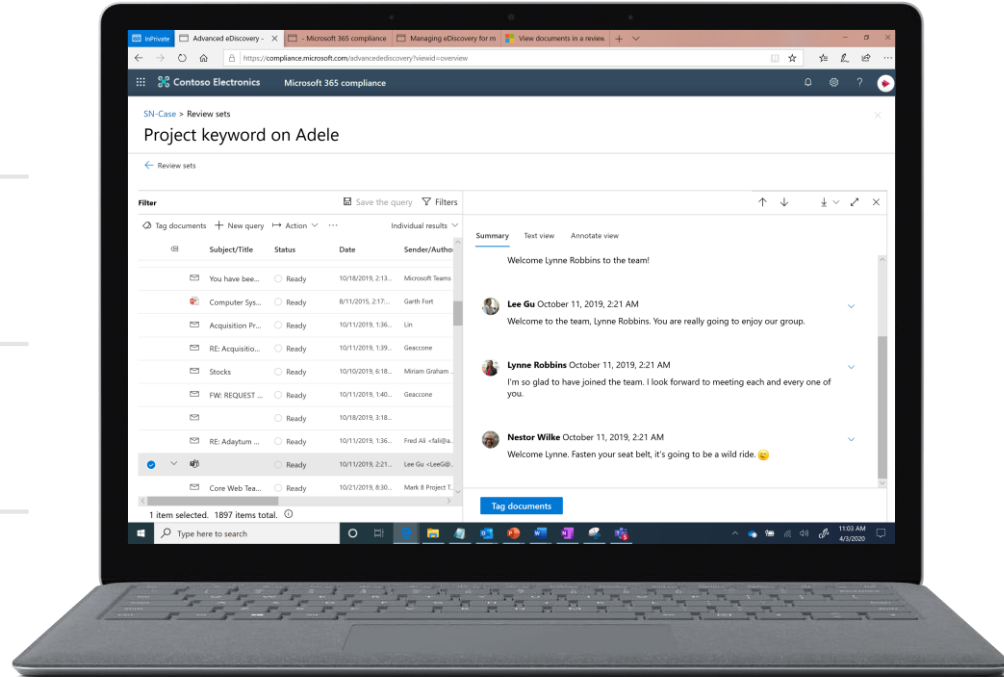 InPrivate Advanced eDiscovery - - Microsoft 365 compliance Managing eDiscovery for m View documents in a review
https://compliance.microsoft.com/advancedediscovery?viewid=overview
Contoso Electronics Microsoft 365 compliance
SN-Case > Review sets
Project keyword on Adele
Review sets
Filter Save the query Filters
Tag documents New query Action ... Individual results
Subject/Title Status Date Sender/Autho
You have bee... Ready 10/18/2019, 2:13... Microsoft Teams
Computer Sys... Ready 8/11/2015, 2:17:... Garth Fort
Acquisition Pr... Ready 10/11/2019, 1:36... Lin
RE: Acquisitio... Ready 10/11/2019, 1:39... Geaccone
Stocks Ready 10/10/2019, 6:18... Miriam Graham ..
FW: REQUEST ... Ready 10/11/2019, 1:40... Geaccone
Ready 10/18/2019, 3:18...
RE: Adaytum ... Ready 10/11/2019, 1:36... Fred Ali <fali@a..
Ready 10/11/2019, 2:21... Lee Gu <LeeG@..
Core Web Tea... Ready 10/21/2019, 8:30... Mark 8 Project T..
1 item selected. 1897 items total.
Summary Text view Annotate view
Welcome Lynne Robbins to the team!
Lee Gu October 11, 2019, 2:21 AM
Welcome to the team, Lynne Robbins. You are really going to enjoy our group.
Lynne Robbins October 11, 2019, 2:21 AM
I'm so glad to have joined the team. I look forward to meeting each and every one of
you.
Nestor Wilke October 11, 2019, 2:21 AM
Welcome Lynne. Fasten your seat belt, it's going to be a wild ride. 😉
Tag documents
Type here to search
11:03 AM
4/3/2020